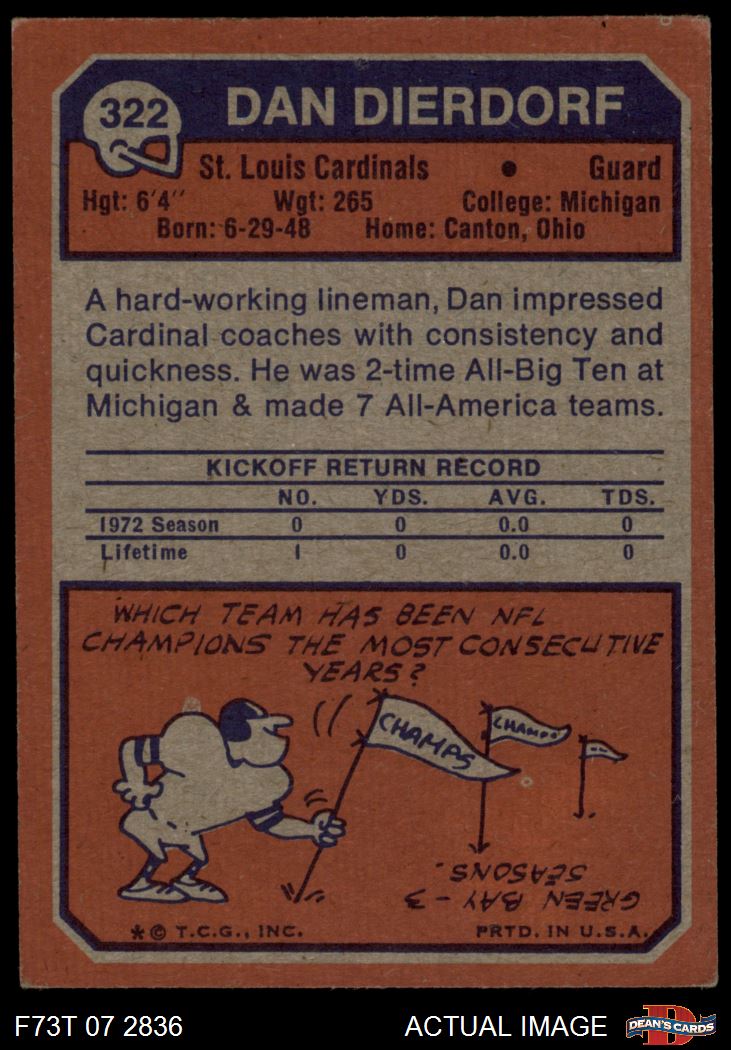 322
DAN DIERDORF
St. Louis Cardinals • Guard
Hgt: 6'4" Wgt: 265 College: Michigan
Born: 6-29-48 Home: Canton, Ohio
A hard-working lineman, Dan impressed
Cardinal coaches with consistency and
quickness. He was 2-time All-Big Ten at
Michigan & made 7 All-America teams.
KICKOFF RETURN RECORD
NO. YDS. AVG. TDS.
1972 Season 0 0 0.0 0
Lifetime 1 0 0.0 0
WHICH TEAM HAS BEEN NFL
CHAMPIONS THE MOST CONSECUTIVE
YEARS?
CHAMPS
CHAMPS
GREEN BAY - 3
SEASONS.
* © T.C.G., INC. PRTD. IN U.S.A.
F73T 07 2836 ACTUAL IMAGE
D
DEAN'S CARDS